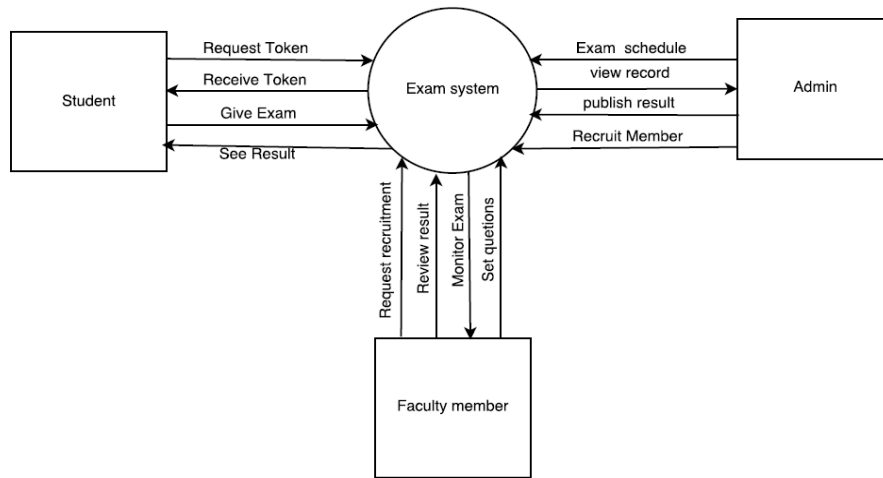 Student
Request Token
Receive Token
Give Exam
See Result
Exam system
Exam schedule
view record
publish result
Recruit Member
Admin
Request recruitment
Review result
Monitor Exam
Set quetions
Faculty member